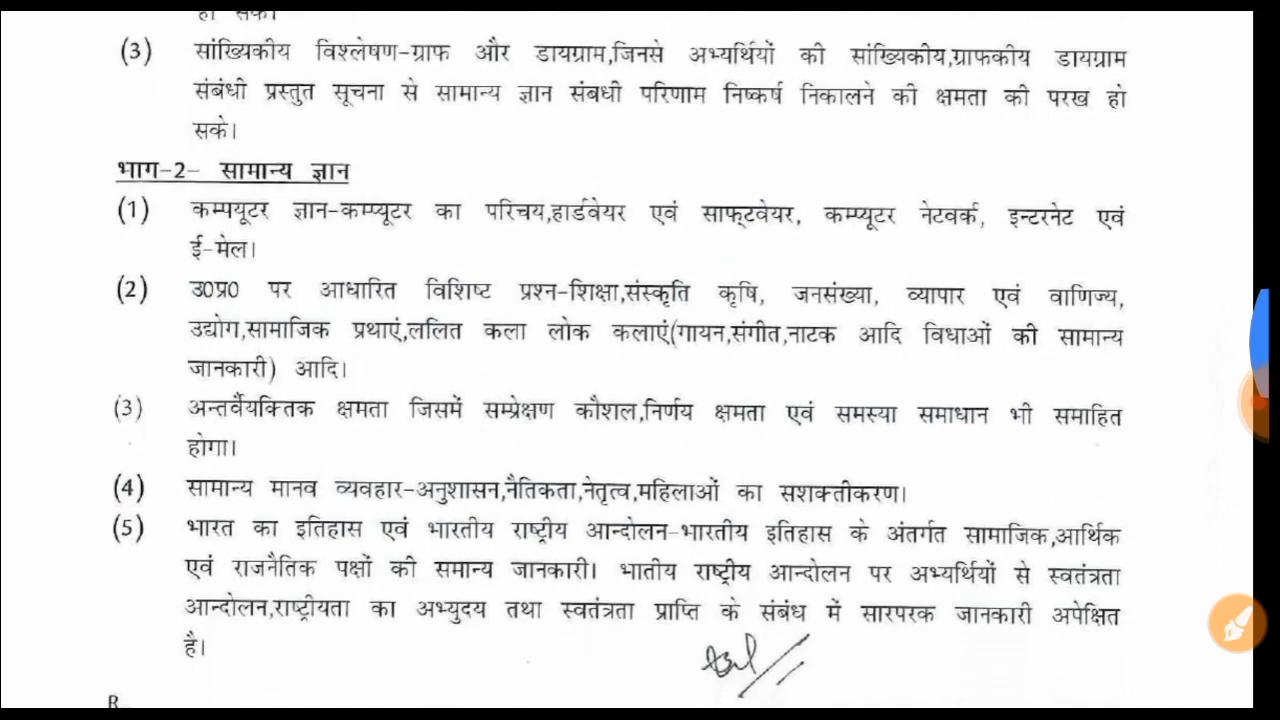 हो सके।
(3) सांख्यिकीय विश्लेषण-ग्राफ और डायग्राम,जिनसे अभ्यर्थियों की सांख्यिकीय,ग्राफकीय डायग्राम
संबंधी प्रस्तुत सूचना से सामान्य ज्ञान संबधी परिणाम निष्कर्ष निकालने की क्षमता की परख हो
सके।
भाग-2- सामान्य ज्ञान
(1) कम्पयूटर ज्ञान-कम्प्यूटर का परिचय,हार्डवेयर एवं साफ्टवेयर, कम्प्यूटर नेटवर्क, इन्टरनेट एवं
ई-मेल।
(2) उ0प्र0 पर आधारित विशिष्ट प्रश्न-शिक्षा,संस्कृति कृषि, जनसंख्या, व्यापार एवं वाणिज्य,
उद्योग,सामाजिक प्रथाएं,ललित कला लोक कलाएं(गायन,संगीत,नाटक आदि विधाओं की सामान्य
जानकारी) आदि।
(3) अन्तर्वैयक्तिक क्षमता जिसमें सम्प्रेक्षण कौशल,निर्णय क्षमता एवं समस्या समाधान भी समाहित
होगा।
(4) सामान्य मानव व्यवहार-अनुशासन,नैतिकता,नेतृत्व,महिलाओं का सशक्तीकरण।
(5) भारत का इतिहास एवं भारतीय राष्ट्रीय आन्दोलन-भारतीय इतिहास के अंतर्गत सामाजिक,आर्थिक
एवं राजनैतिक पक्षों की समान्य जानकारी। भातीय राष्ट्रीय आन्दोलन पर अभ्यर्थियों से स्वतंत्रता
आन्दोलन,राष्ट्रीयता का अभ्युदय तथा स्वतंत्रता प्राप्ति के संबंध में सारपरक जानकारी अपेक्षित
है।
R